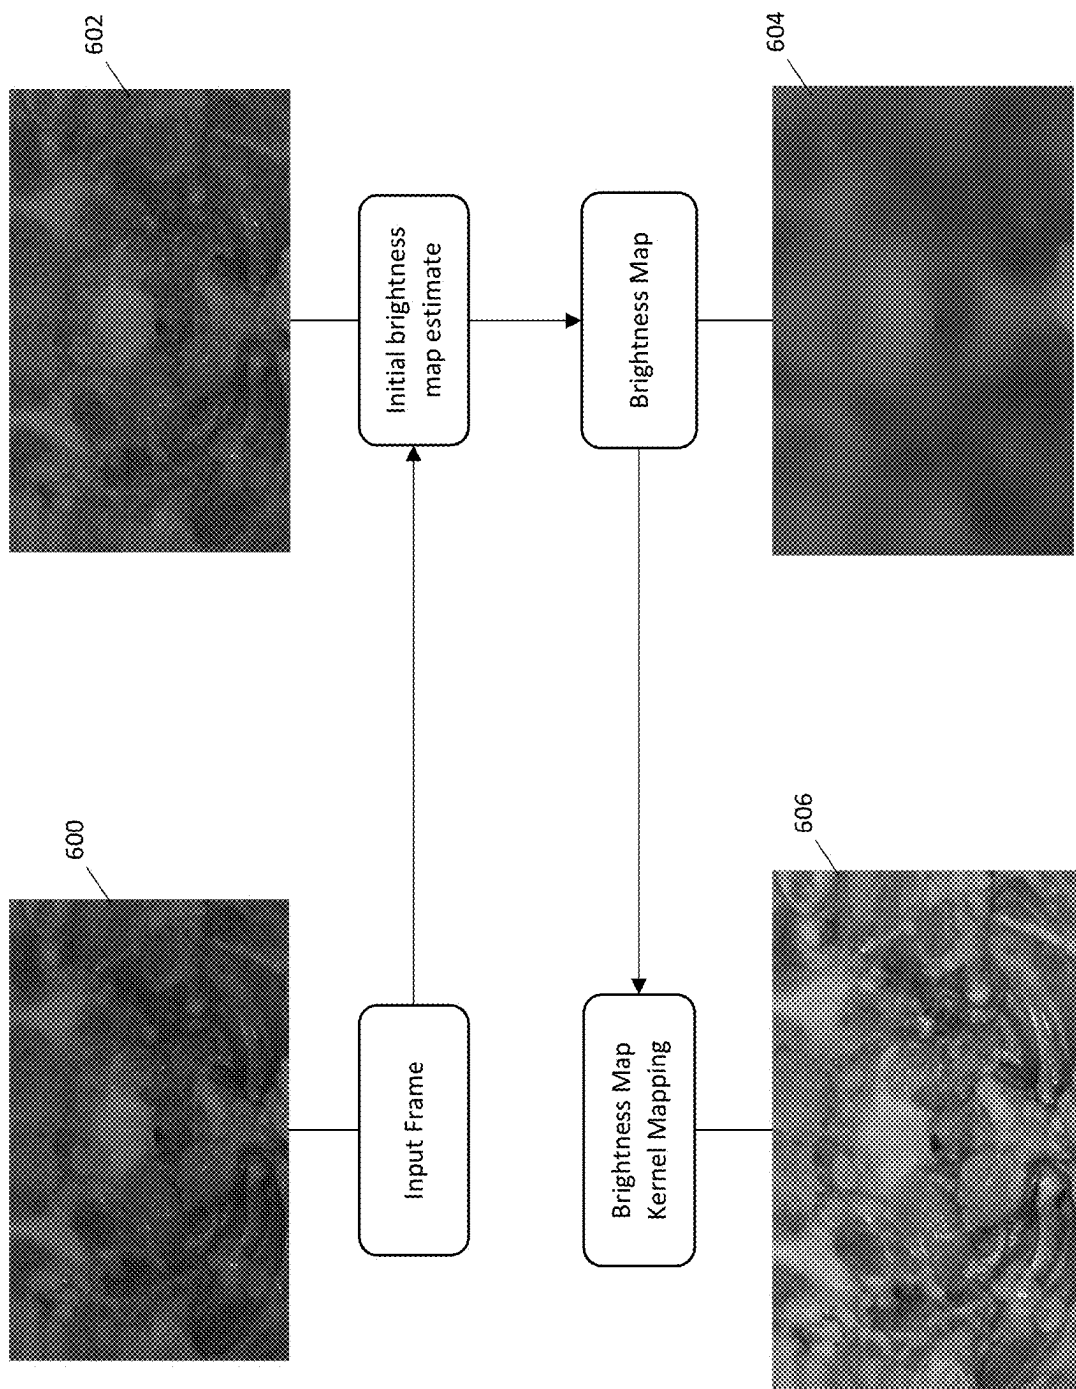 600
602
Input Frame
Initial brightness
map estimate
Brightness Map
Kernel Mapping
Brightness Map
606
604